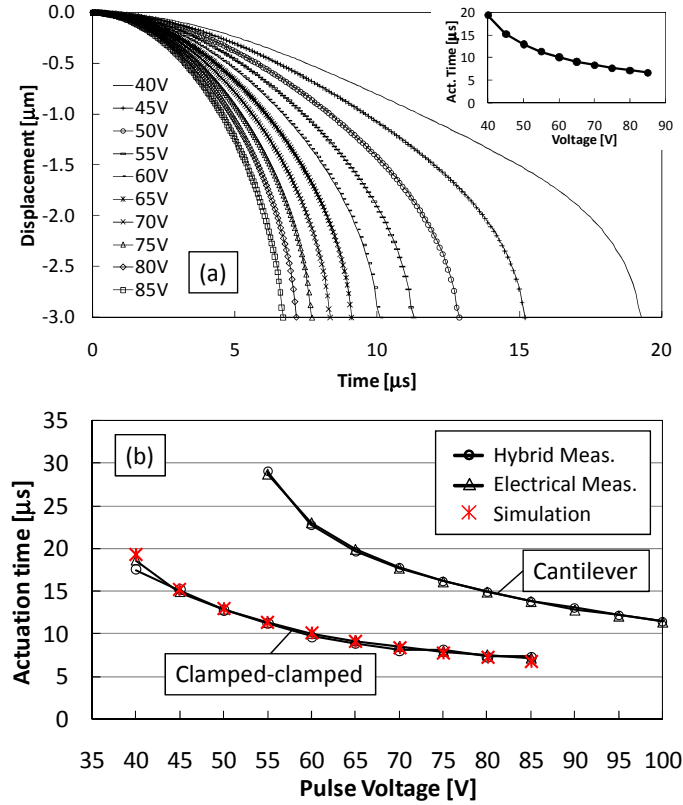 (a)
Displacement [μm]
0.0
-0.5
-1.0
-1.5
-2.0
-2.5
-3.0
40V
45V
50V
55V
60V
65V
70V
75V
80V
85V
0
5
10
15
20
Time [μs]
Act. Time [μs]
20
15
10
5
0
40
50
60
70
80
90
Voltage [V]
(b)
Actuation time [μs]
35
30
25
20
15
10
5
0
Hybrid Meas.
Electrical Meas.
Simulation
Cantilever
Clamped-clamped
35 40 45 50 55 60 65 70 75 80 85 90 95 100
Pulse Voltage [V]